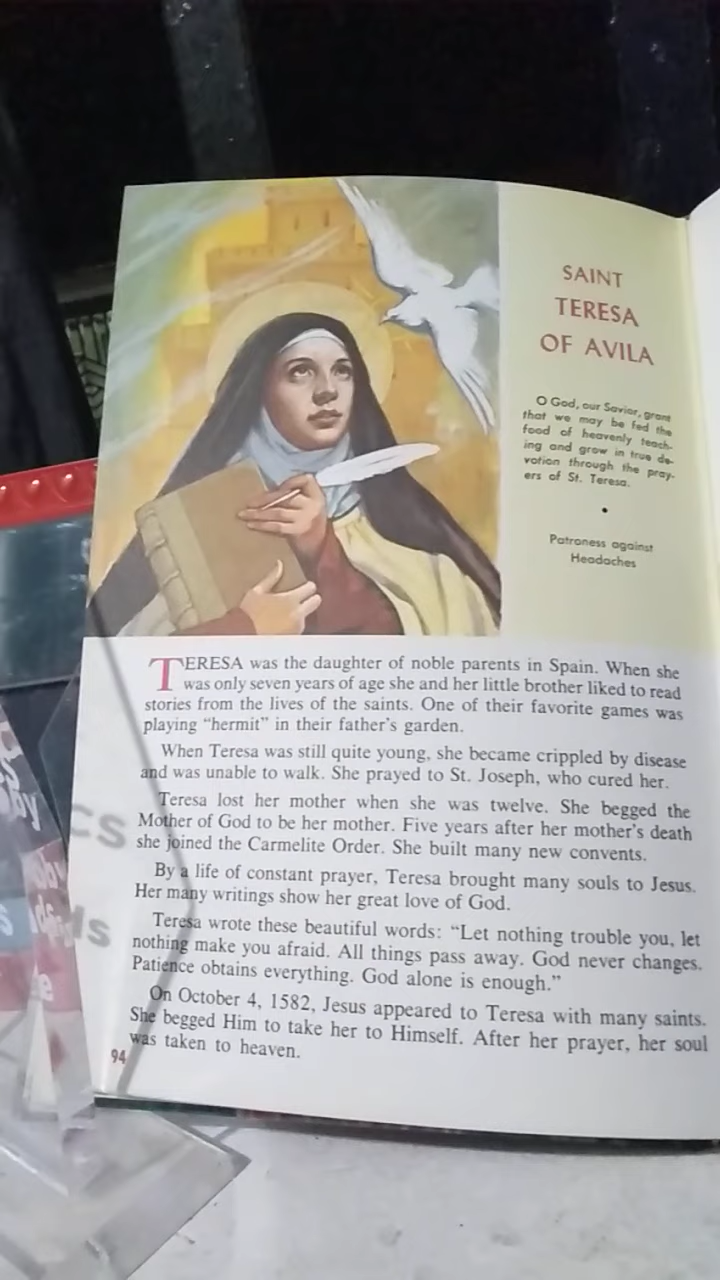 SAINT
TERESA
OF AVILA
O God, our Savior, grant
that we may be fed the
food of heavenly teach-
ing and grow in true de-
votion through the pray-
ers of St. Teresa.
•
Patroness against
Headaches
TERESA was the daughter of noble parents in Spain. When she
was only seven years of age she and her little brother liked to read
stories from the lives of the saints. One of their favorite games was
playing “hermit” in their father’s garden.
When Teresa was still quite young, she became crippled by disease
and was unable to walk. She prayed to St. Joseph, who cured her.
Teresa lost her mother when she was twelve. She begged the
Mother of God to be her mother. Five years after her mother’s death
she joined the Carmelite Order. She built many new convents.
By a life of constant prayer, Teresa brought many souls to Jesus.
Her many writings show her great love of God.
Teresa wrote these beautiful words: “Let nothing trouble you, let
nothing make you afraid. All things pass away. God never changes.
Patience obtains everything. God alone is enough.”
On October 4, 1582, Jesus appeared to Teresa with many saints.
She begged Him to take her to Himself. After her prayer, her soul
was taken to heaven.
94